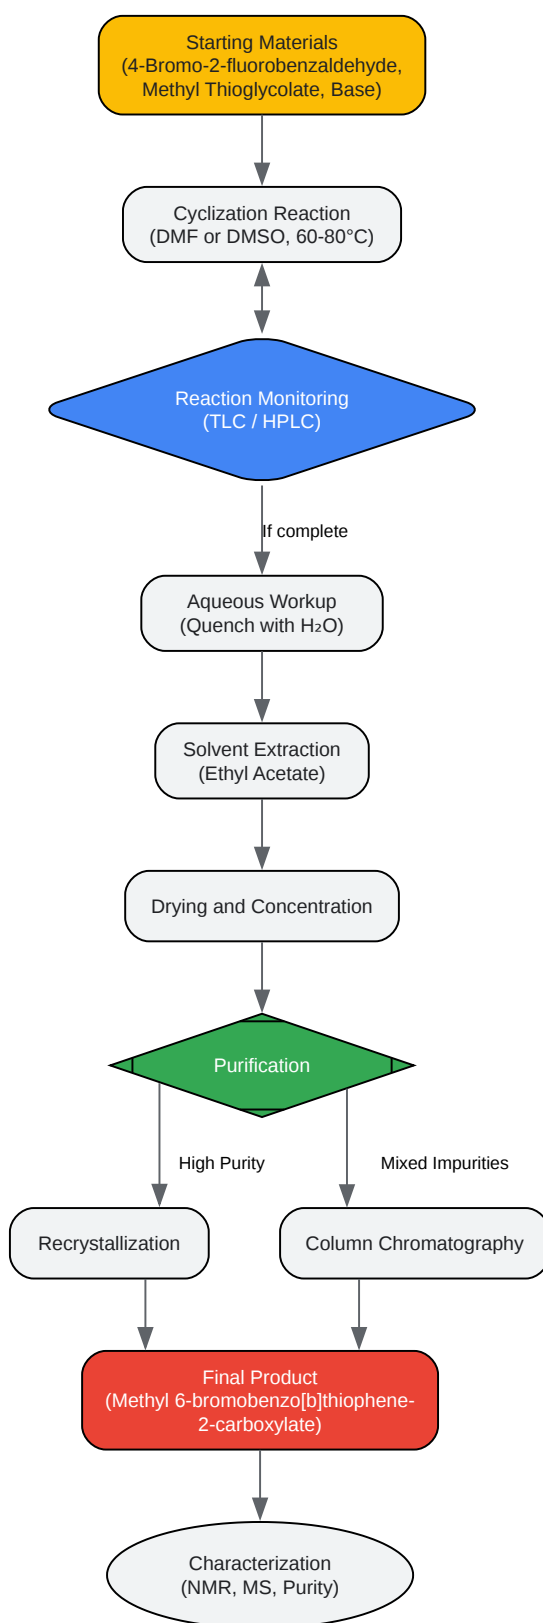 Starting Materials
(4-Bromo-2-fluorobenzaldehyde,
Methyl Thioglycolate, Base)
Cyclization Reaction
(DMF or DMSO, 60-80°C)
Reaction Monitoring
(TLC / HPLC)
If complete
Aqueous Workup
(Quench with H₂O)
Solvent Extraction
(Ethyl Acetate)
Drying and Concentration
Purification
High Purity
Mixed Impurities
Recrystallization
Column Chromatography
Final Product
(Methyl 6-bromobenzo[b]thiophene-
2-carboxylate)
Characterization
(NMR, MS, Purity)